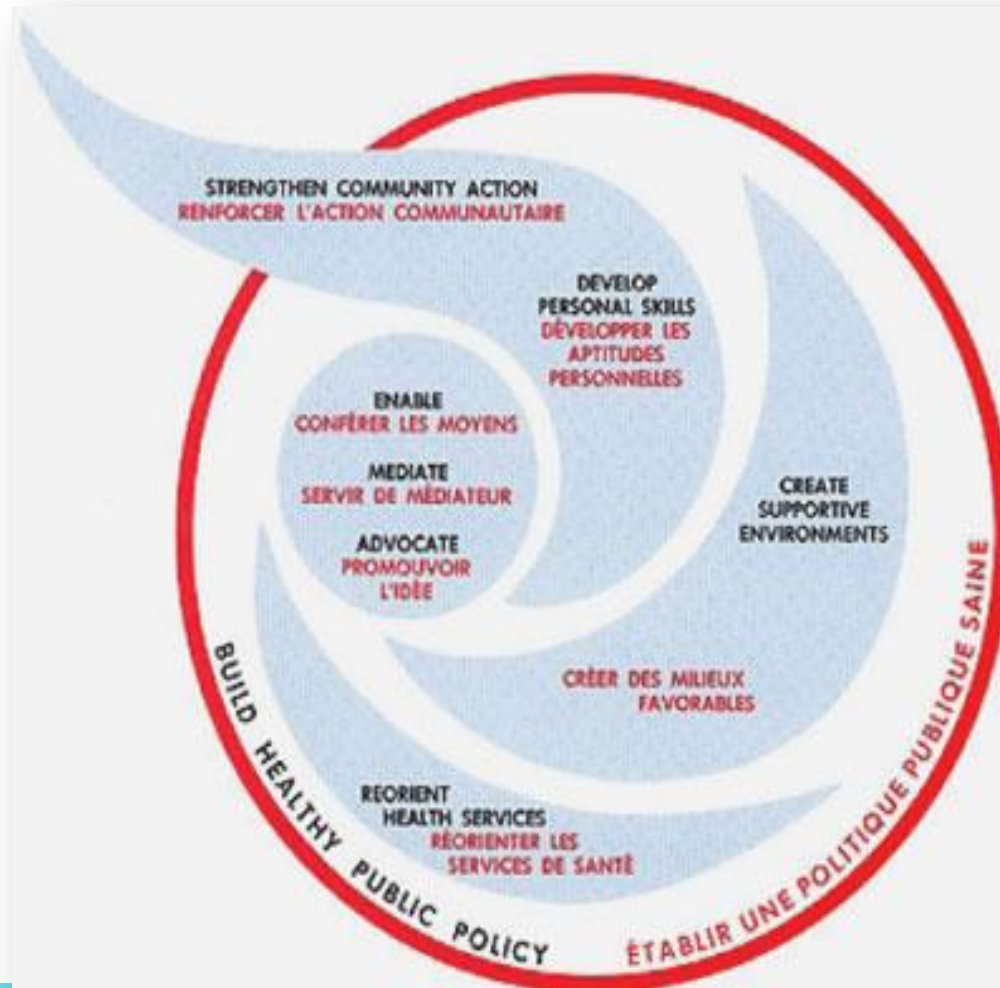 STRENGTHEN COMMUNITY ACTION
RENFORCER L'ACTION COMMUNAUTAIRE
DEVELOP
PERSONAL SKILLS
DÉVELOPPER LES
APTITUDES
PERSONNELLES
ENABLE
CONFÉRER LES MOYENS
MEDIATE
SERVIR DE MÉDIATEUR
ADVOCATE
PROMOUVOIR
L'IDÉE
CREATE
SUPPORTIVE
ENVIRONMENTS
CRÉER DES MILIEUX
FAVORABLES
REORIENT
HEALTH SERVICES
RÉORIENTER LES
SERVICES DE SANTÉ
BUILD HEALTHY PUBLIC POLICY
ÉTABLIR UNE POLITIQUE PUBLIQUE SAINE